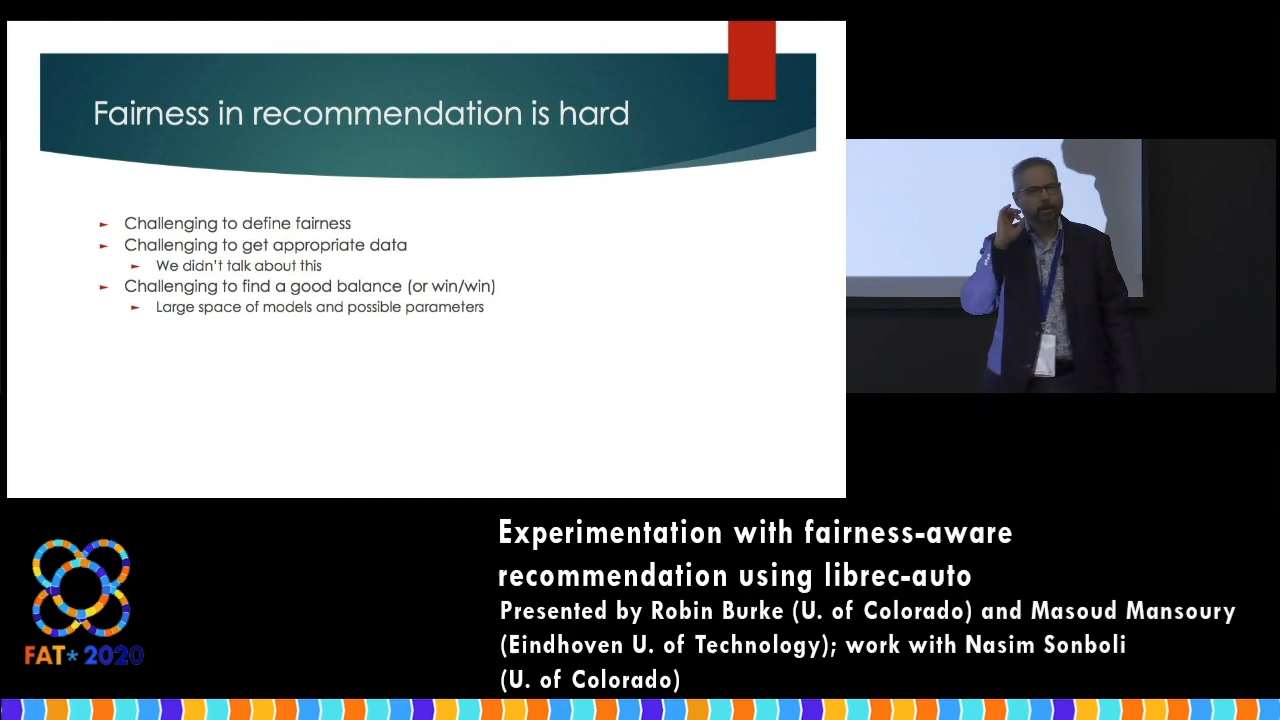 Fairness in recommendation is hard
► Challenging to define fairness
► Challenging to get appropriate data
► We didn't talk about this
► Challenging to find a good balance (or win/win)
► Large space of models and possible parameters
Experimentation with fairness-aware
recommendation using librec-auto
Presented by Robin Burke (U. of Colorado) and Masoud Mansoury
(Eindhoven U. of Technology); work with Nasim Sonboli
(U. of Colorado)
FAT* 2020